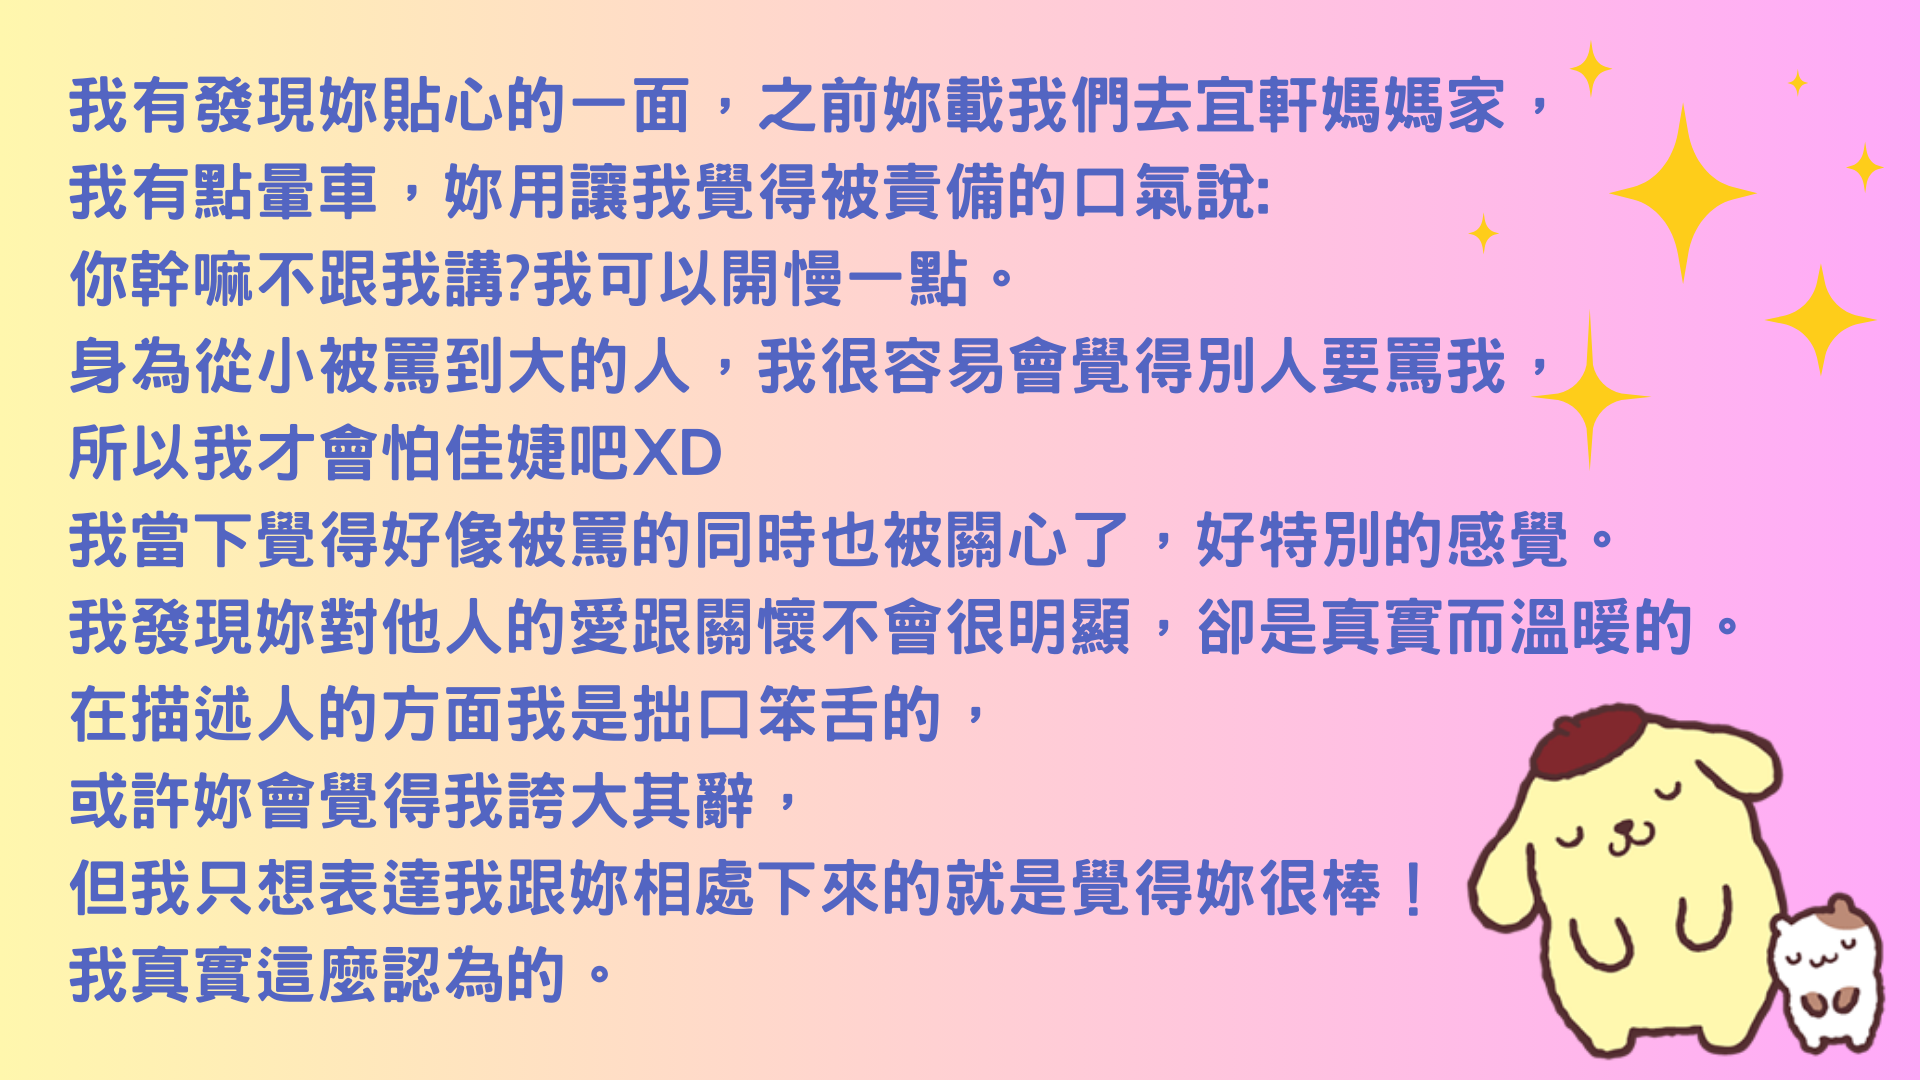 我有發現妳貼心的一面，之前妳載我們去宜軒媽媽家，
我有點暈車，妳用讓我覺得被責備的口氣說:
你幹嘛不跟我講?我可以開慢一點。
身為從小被罵到大的人，我很容易會覺得別人要罵我，
所以我才會怕佳婕吧XD
我當下覺得好像被罵的同時也被關心了，好特別的感覺。
我發現妳對他人的愛跟關懷不會很明顯，卻是真實而溫暖的。
在描述人的方面我是拙口笨舌的，
或許妳會覺得我誇大其辭，
但我只想表達我跟妳相處下來的就是覺得妳很棒！
我真實這麼認為的。